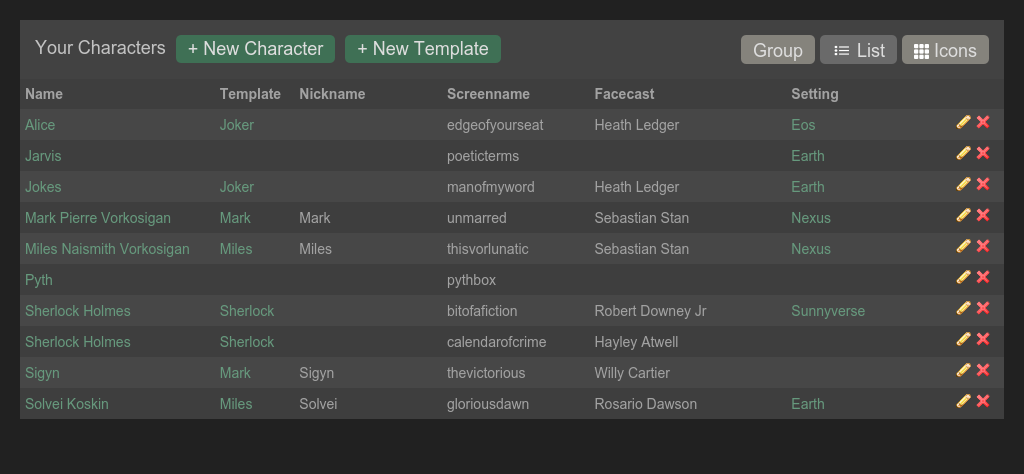 Your Characters + New Character + New Template Group List Icons
Name Template Nickname Screenname Facecast Setting
Alice Joker edgeofyourseat Heath Ledger Eos
Jarvis poeticterms Earth
Jokes Joker manofmyword Heath Ledger Earth
Mark Pierre Vorkosigan Mark Mark unmarred Sebastian Stan Nexus
Miles Naismith Vorkosigan Miles Miles thisvorlunatic Sebastian Stan Nexus
Pyth pythbox
Sherlock Holmes Sherlock bitofafiction Robert Downey Jr Sunnyverse
Sherlock Holmes Sherlock calendarofcrime Hayley Atwell
Sigyn Mark Sigyn thevictorious Willy Cartier
Solvei Koskin Miles Solvei gloriousdawn Rosario Dawson Earth